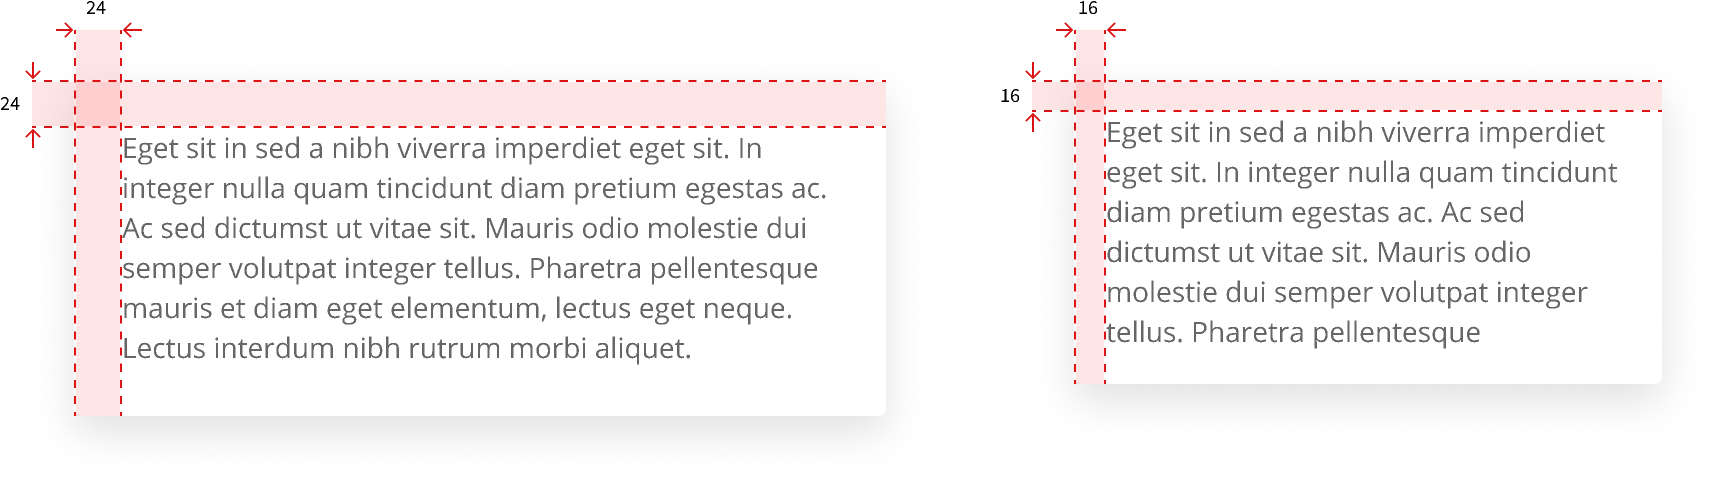 24
24
Eget sit in sed a nibh viverra imperdiet eget sit. In
integer nulla quam tincidunt diam pretium egestas ac.
Ac sed dictumst ut vitae sit. Mauris odio molestie dui
semper volutpat integer tellus. Pharetra pellentesque
mauris et diam eget elementum, lectus eget neque.
Lectus interdum nibh rutrum morbi aliquet.
16
16
Eget sit in sed a nibh viverra imperdiet
eget sit. In integer nulla quam tincidunt
diam pretium egestas ac. Ac sed
dictumst ut vitae sit. Mauris odio
molestie dui semper volutpat integer
tellus. Pharetra pellentesque